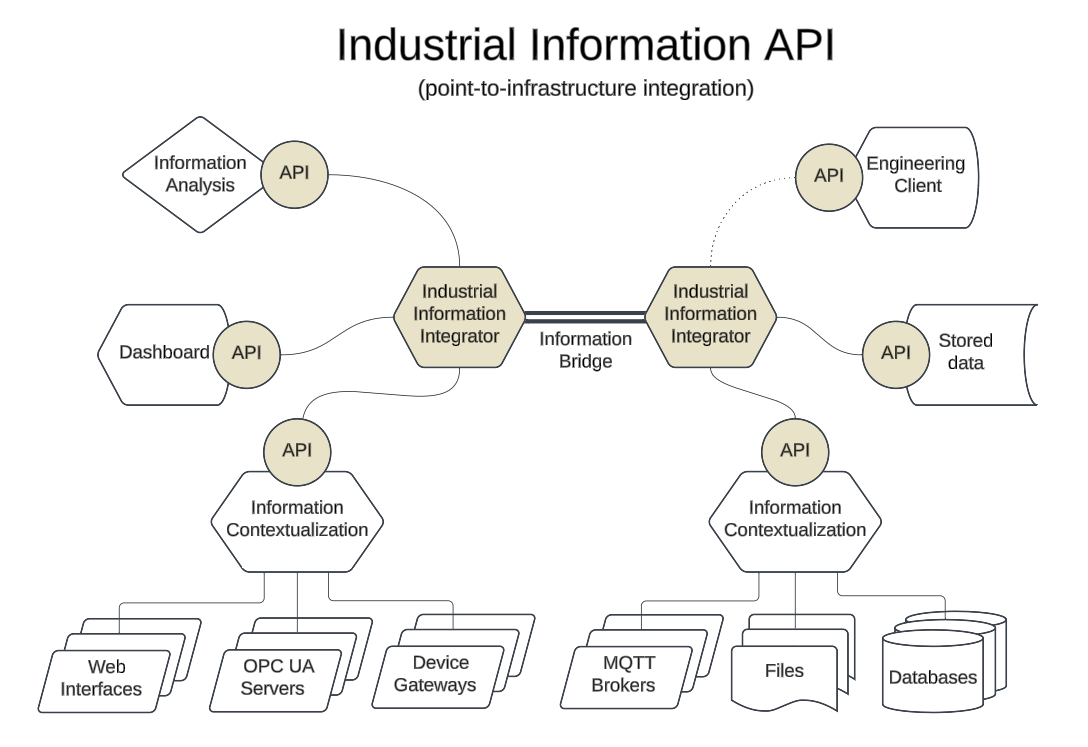 Industrial Information API
(point-to-infrastructure integration)
Information
Analysis
API
API
Engineering
Client
Industrial
Information
Integrator
Industrial
Information
Integrator
Information
Bridge
Dashboard
API
API
Stored
data
API
Information
Contextualization
API
Information
Contextualization
Web
Interfaces
OPC UA
Servers
Device
Gateways
MQTT
Brokers
Files
Databases